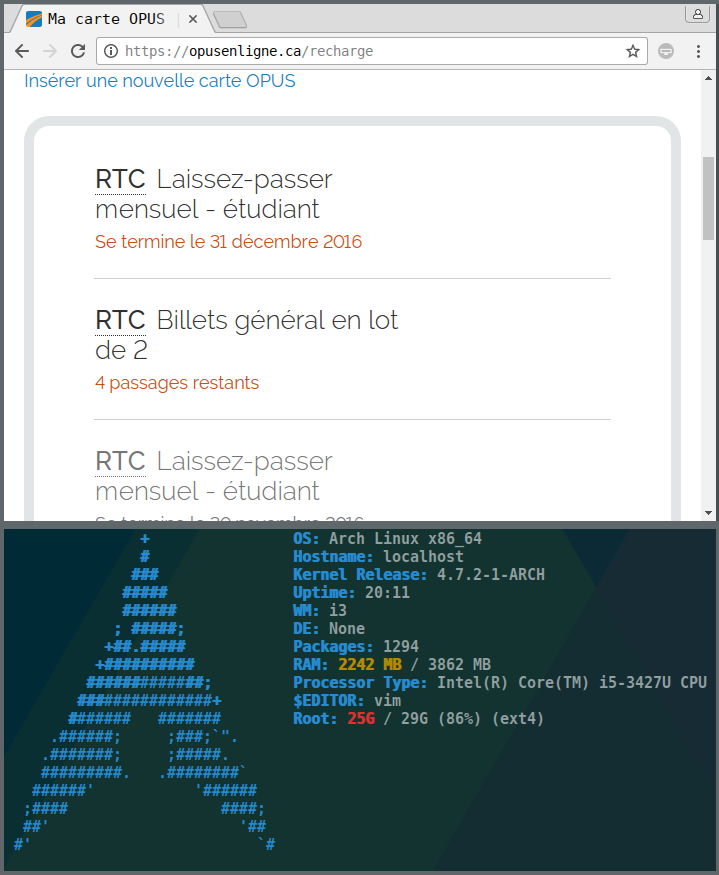 Ma carte OPUS
https://opusenligne.ca/recharge
Insérer une nouvelle carte OPUS
RTC Laissez-passer
mensuel - étudiant
Se termine le 31 décembre 2016
RTC Billets général en lot
de 2
4 passages restants
RTC Laissez-passer
mensuel - étudiant
OS: Arch Linux x86_64
Hostname: localhost
Kernel Release: 4.7.2-1-ARCH
Uptime: 20:11
WM: i3
DE: None
Packages: 1294
RAM: 2242 MB / 3862 MB
Processor Type: Intel(R) Core(TM) i5-3427U CPU
$EDITOR: vim
Root: 25G / 29G (86%) (ext4)